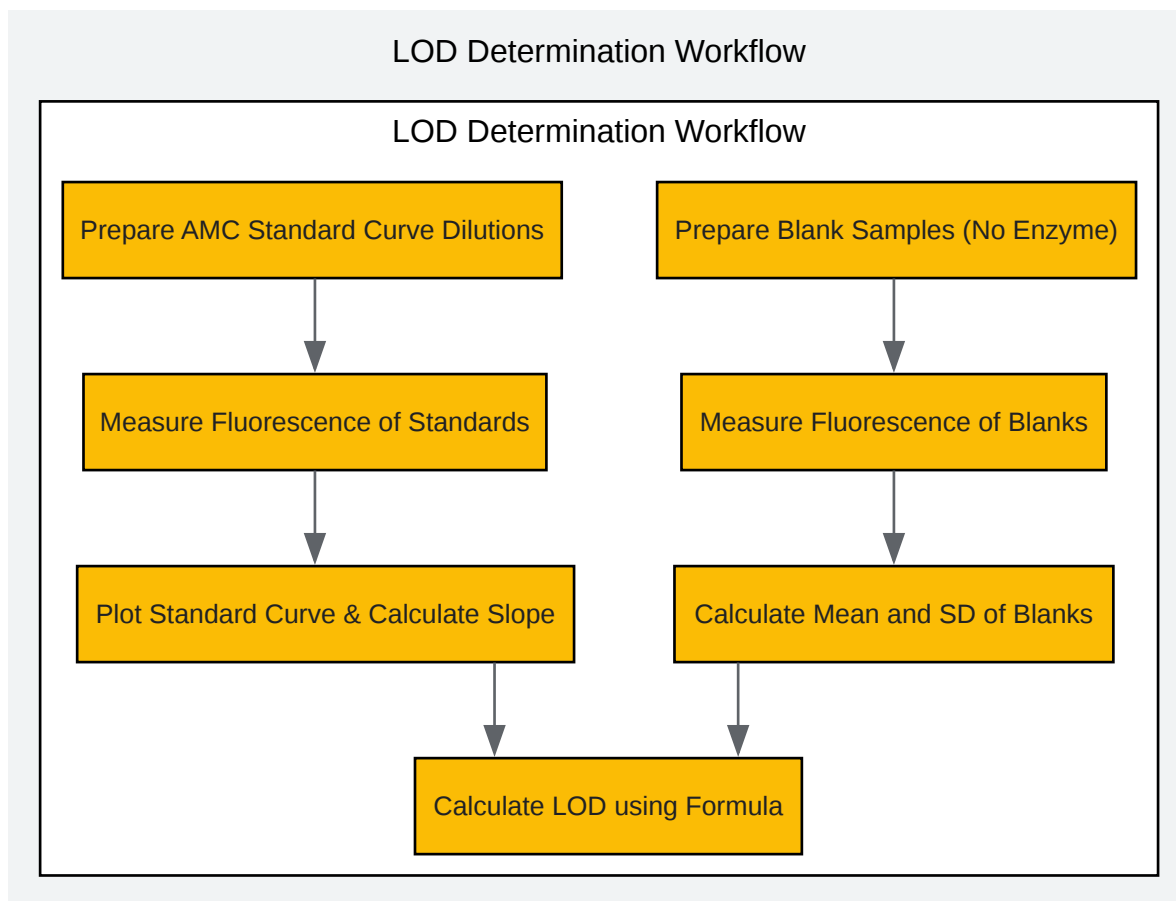 LOD Determination Workflow
LOD Determination Workflow
Prepare AMC Standard Curve Dilutions
Prepare Blank Samples (No Enzyme)
Measure Fluorescence of Standards
Measure Fluorescence of Blanks
Plot Standard Curve & Calculate Slope
Calculate Mean and SD of Blanks
Calculate LOD using Formula